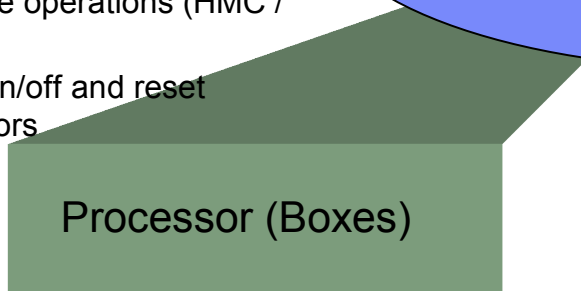 e operations (HMC /
n/off and reset
ors
Processor (Boxes)